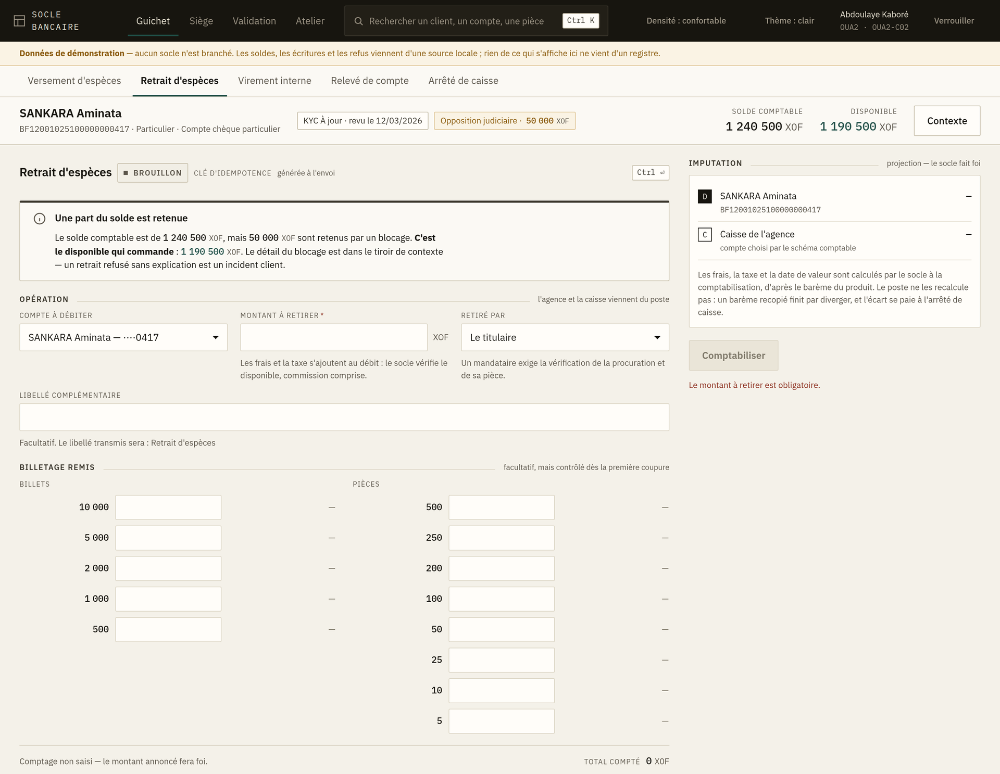 SOCLE
BANCAIRE
Guichet
Siège
Validation
Atelier
Rechercher un client, un compte, une pièce
Ctrl K
Densité : confortable
Thème : clair
Abdoulaye Kaboré
OUA2 · OUA2-C02
Verrouiller
Données de démonstration — aucun socle n'est branché. Les soldes, les écritures et les refus viennent d'une source locale ; rien de ce qui s'affiche ici ne vient d'un registre.
Versement d'espèces
Retrait d'espèces
Virement interne
Relevé de compte
Arrêté de caisse
SANKARA Aminata
BF12001025100000000417 · Particulier · Compte chèque particulier
KYC À jour · revu le 12/03/2026
Opposition judiciaire · 50 000 XOF
SOLDE COMPTABLE
1 240 500 XOF
DISPONIBLE
1 190 500 XOF
Contexte
Retrait d'espèces
BROUILLON
CLÉ D'IDEMPOTENCE générée à l'envoi
Ctrl ⏎
Une part du solde est retenue
Le solde comptable est de 1 240 500 XOF, mais 50 000 XOF sont retenus par un blocage. C'est
le disponible qui commande : 1 190 500 XOF. Le détail du blocage est dans le tiroir de contexte
— un retrait refusé sans explication est un incident client.
OPÉRATION
l'agence et la caisse viennent du poste
COMPTE À DÉBITER
SANKARA Aminata — ····0417
MONTANT À RETIRER *
XOF
Les frais et la taxe s'ajoutent au débit : le socle vérifie le
disponible, commission comprise.
RETIRÉ PAR
Le titulaire
Un mandataire exige la vérification de la procuration et
de sa pièce.
LIBELLÉ COMPLÉMENTAIRE
Facultatif. Le libellé transmis sera : Retrait d'espèces
BILLETAGE REMIS
facultatif, mais contrôlé dès la première coupure
BILLETS
10 000 —
5 000 —
2 000 —
1 000 —
500 —
PIÈCES
500 —
250 —
200 —
100 —
50 —
25 —
10 —
5 —
Comptage non saisi — le montant annoncé fera foi.
TOTAL COMPTÉ 0 XOF
IMPUTATION
projection — le socle fait foi
D SANKARA Aminata —
BF12001025100000000417
C Caisse de l'agence —
compte choisi par le schéma comptable
Les frais, la taxe et la date de valeur sont calculés par le socle à la
comptabilisation, d'après le barème du produit. Le poste ne les recalcule
pas : un barème recopié finit par diverger, et l'écart se paie à l'arrêté de
caisse.
Comptabiliser
Le montant à retirer est obligatoire.